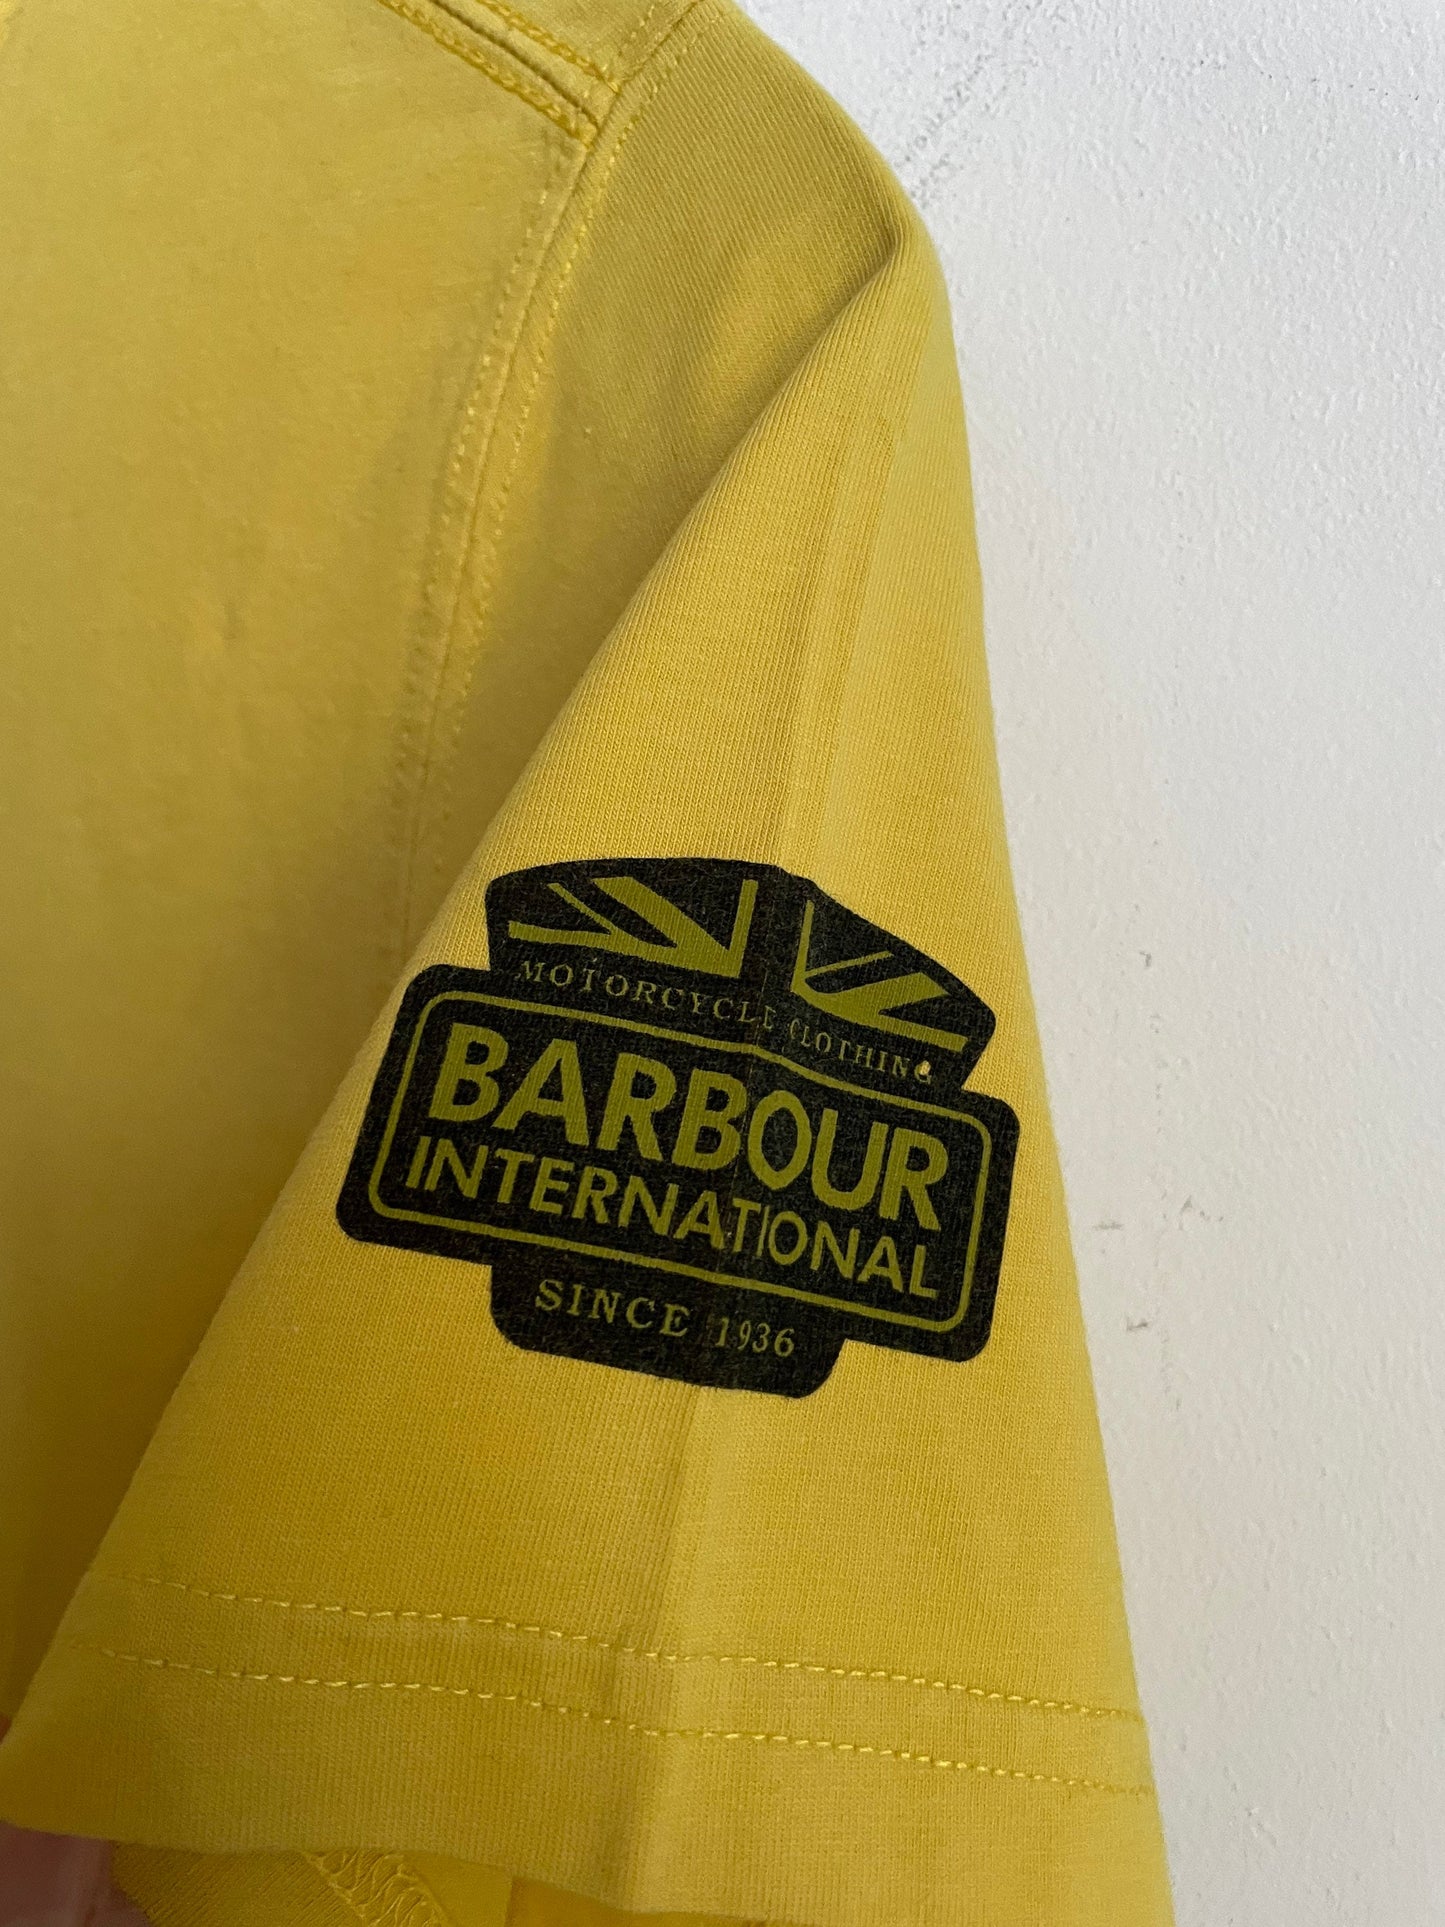 MOTORCYCLE CLOTHING
BARBOUR
INTERNATIONAL
SINCE 1936